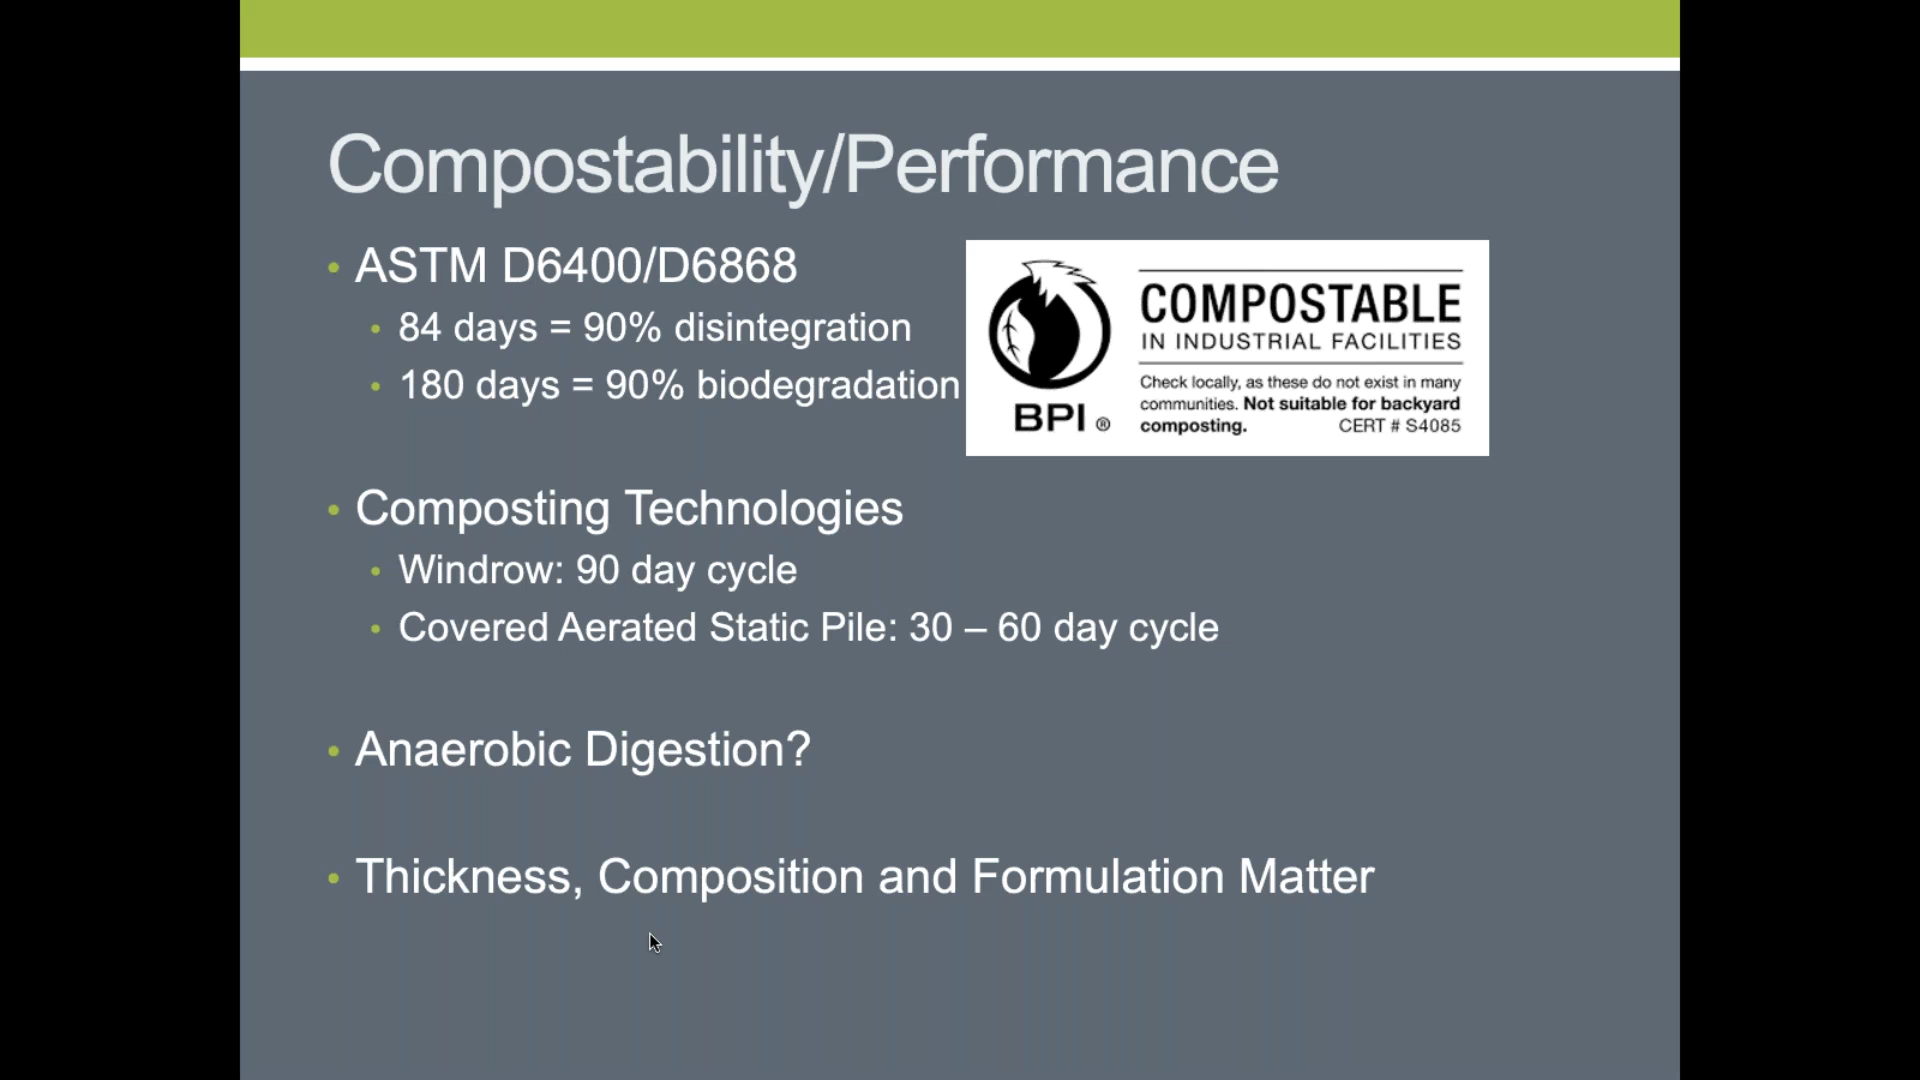 Compostability/Performance
• ASTM D6400/D6868
• 84 days = 90% disintegration
• 180 days = 90% biodegradation
COMPOSTABLE
IN INDUSTRIAL FACILITIES
Check locally, as these do not exist in many
communities. Not suitable for backyard
composting. CERT # S4085
BPI ®
• Composting Technologies
• Windrow: 90 day cycle
• Covered Aerated Static Pile: 30 – 60 day cycle
• Anaerobic Digestion?
• Thickness, Composition and Formulation Matter